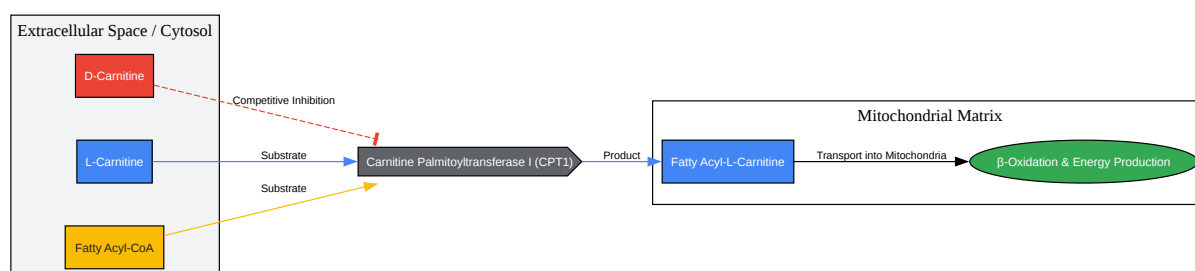 Extracellular Space / Cytosol
D-Carnitine
Competitive Inhibition
L-Carnitine
Substrate
Carnitine Palmitoyltransferase I (CPT1)
Product
Substrate
Fatty Acyl-CoA
Mitochondrial Matrix
Fatty Acyl-L-Carnitine
Transport into Mitochondria
β-Oxidation & Energy Production